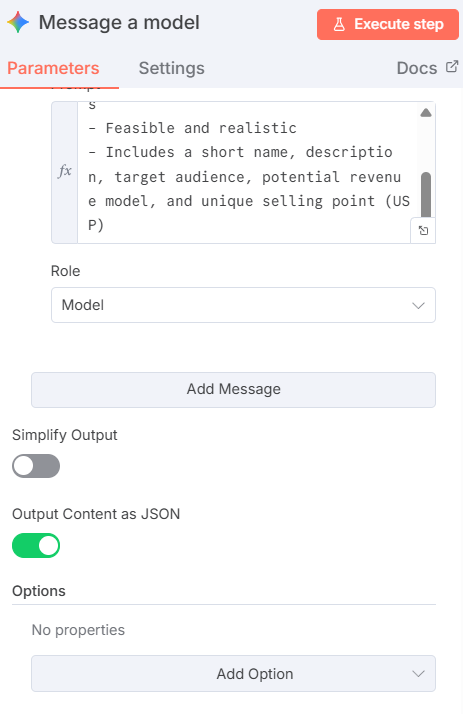 Message a model
Execute step
Parameters
Settings
Docs
Prompt
s
- Feasible and realistic
- Includes a short name, descriptio
n, target audience, potential revenu
e model, and unique selling point (US
P)
fx
Role
Model
Add Message
Simplify Output
Output Content as JSON
Options
No properties
Add Option